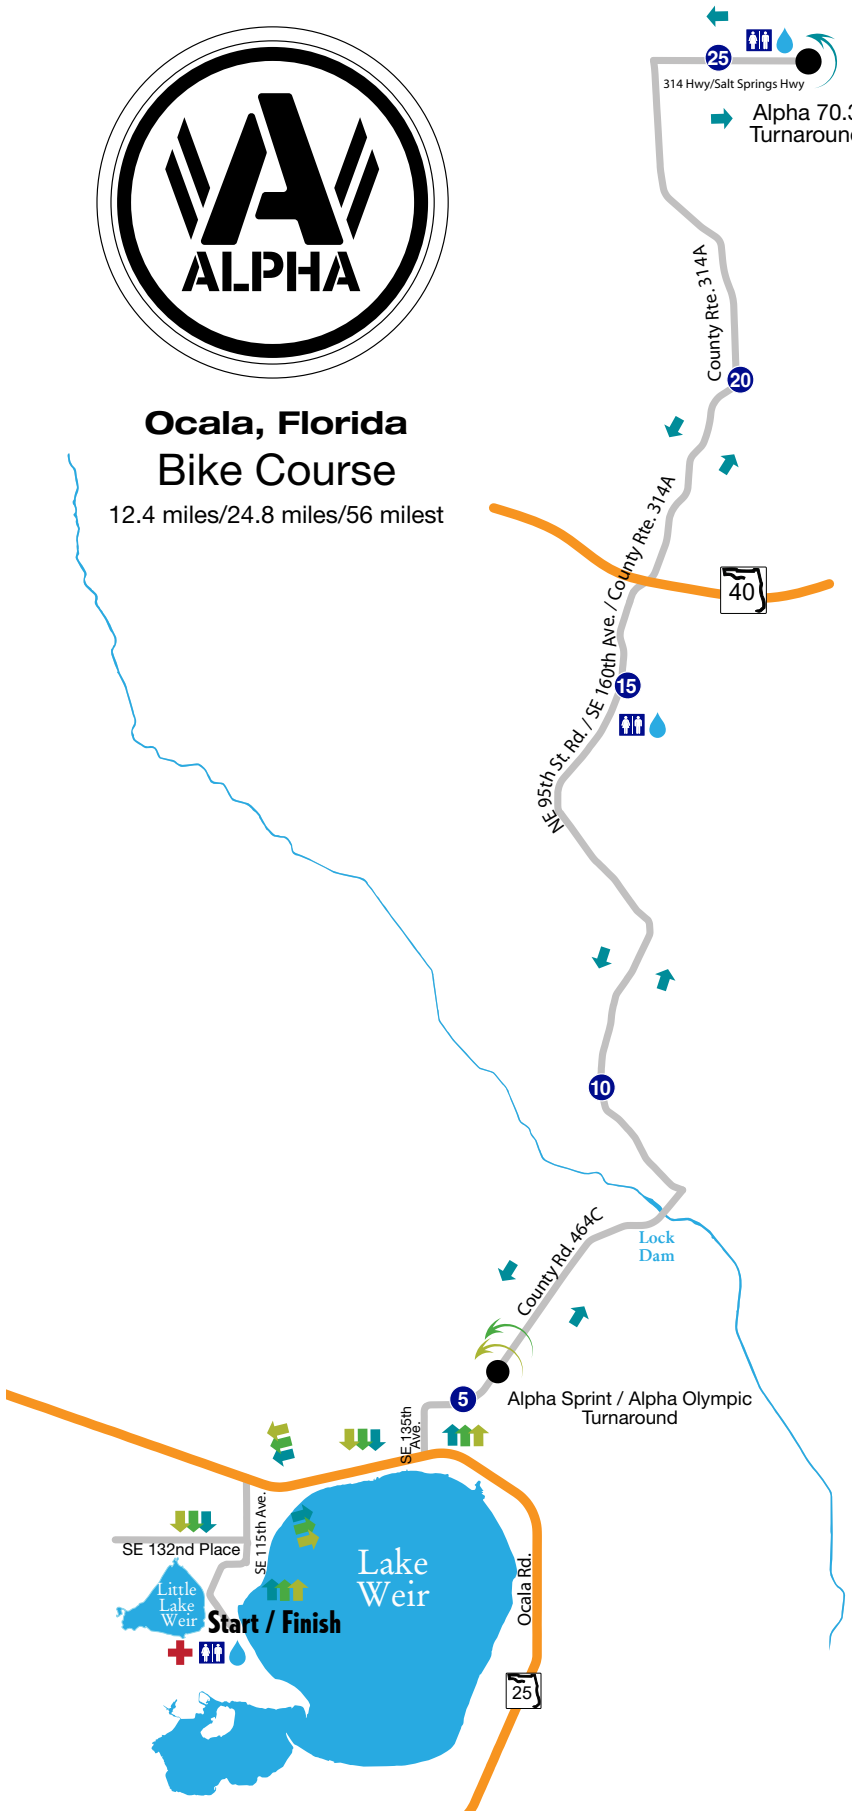 25
314 Hwy/Salt Springs Hwy
Alpha 70.3
Turnaround
ALPHA
County Rte. 314A
20
Ocala, Florida
Bike Course
12.4 miles/24.8 miles/56 milest
NE 95th St. Rd. / SE 160th Ave. / County Rte. 314A
40
15
10
Lock
Dam
County Rd. 464C
5
Alpha Sprint / Alpha Olympic
Turnaround
SE 135th
Ave.
SE 115th Ave.
SE 132nd Place
Lake
Weir
Ocala Rd.
Little
Lake
Weir
Start / Finish
25